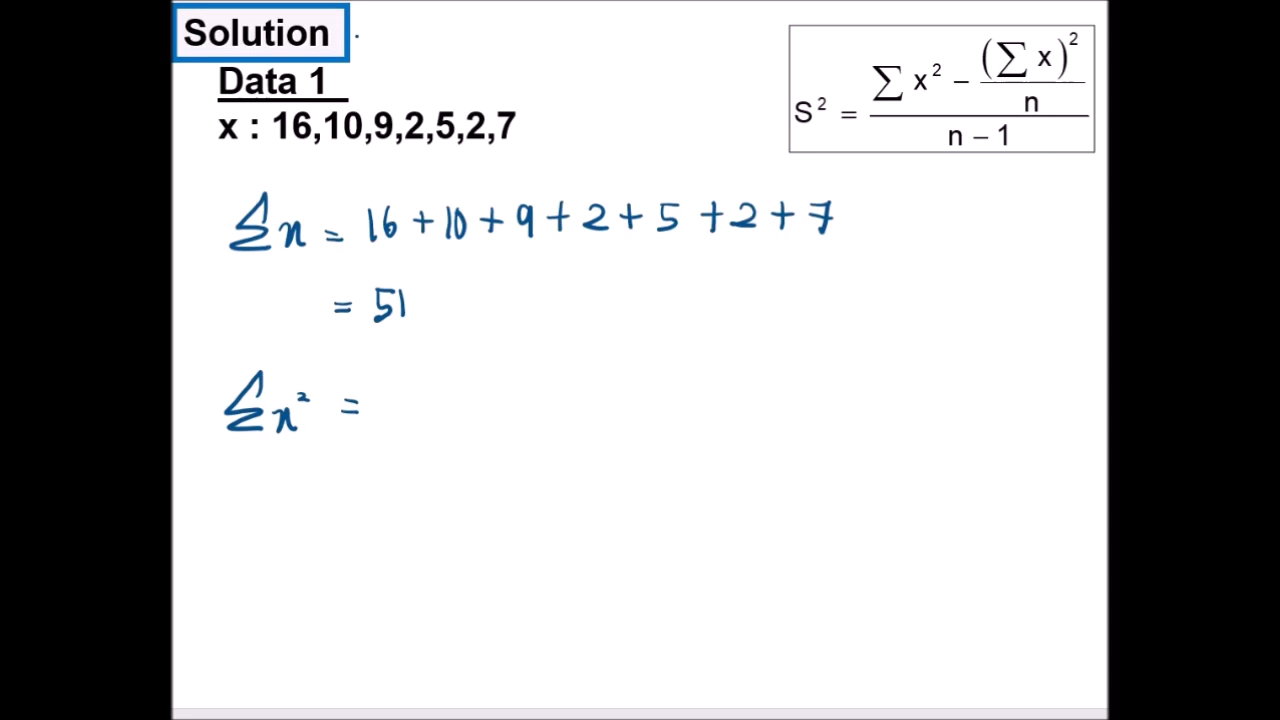 Solution
Data 1
x : 16,10,9,2,5,2,7
S² = (∑ x² − (∑ x)² / n) / (n − 1)
∑x = 16 + 10 + 9 + 2 + 5 + 2 + 7
= 51
∑x² =